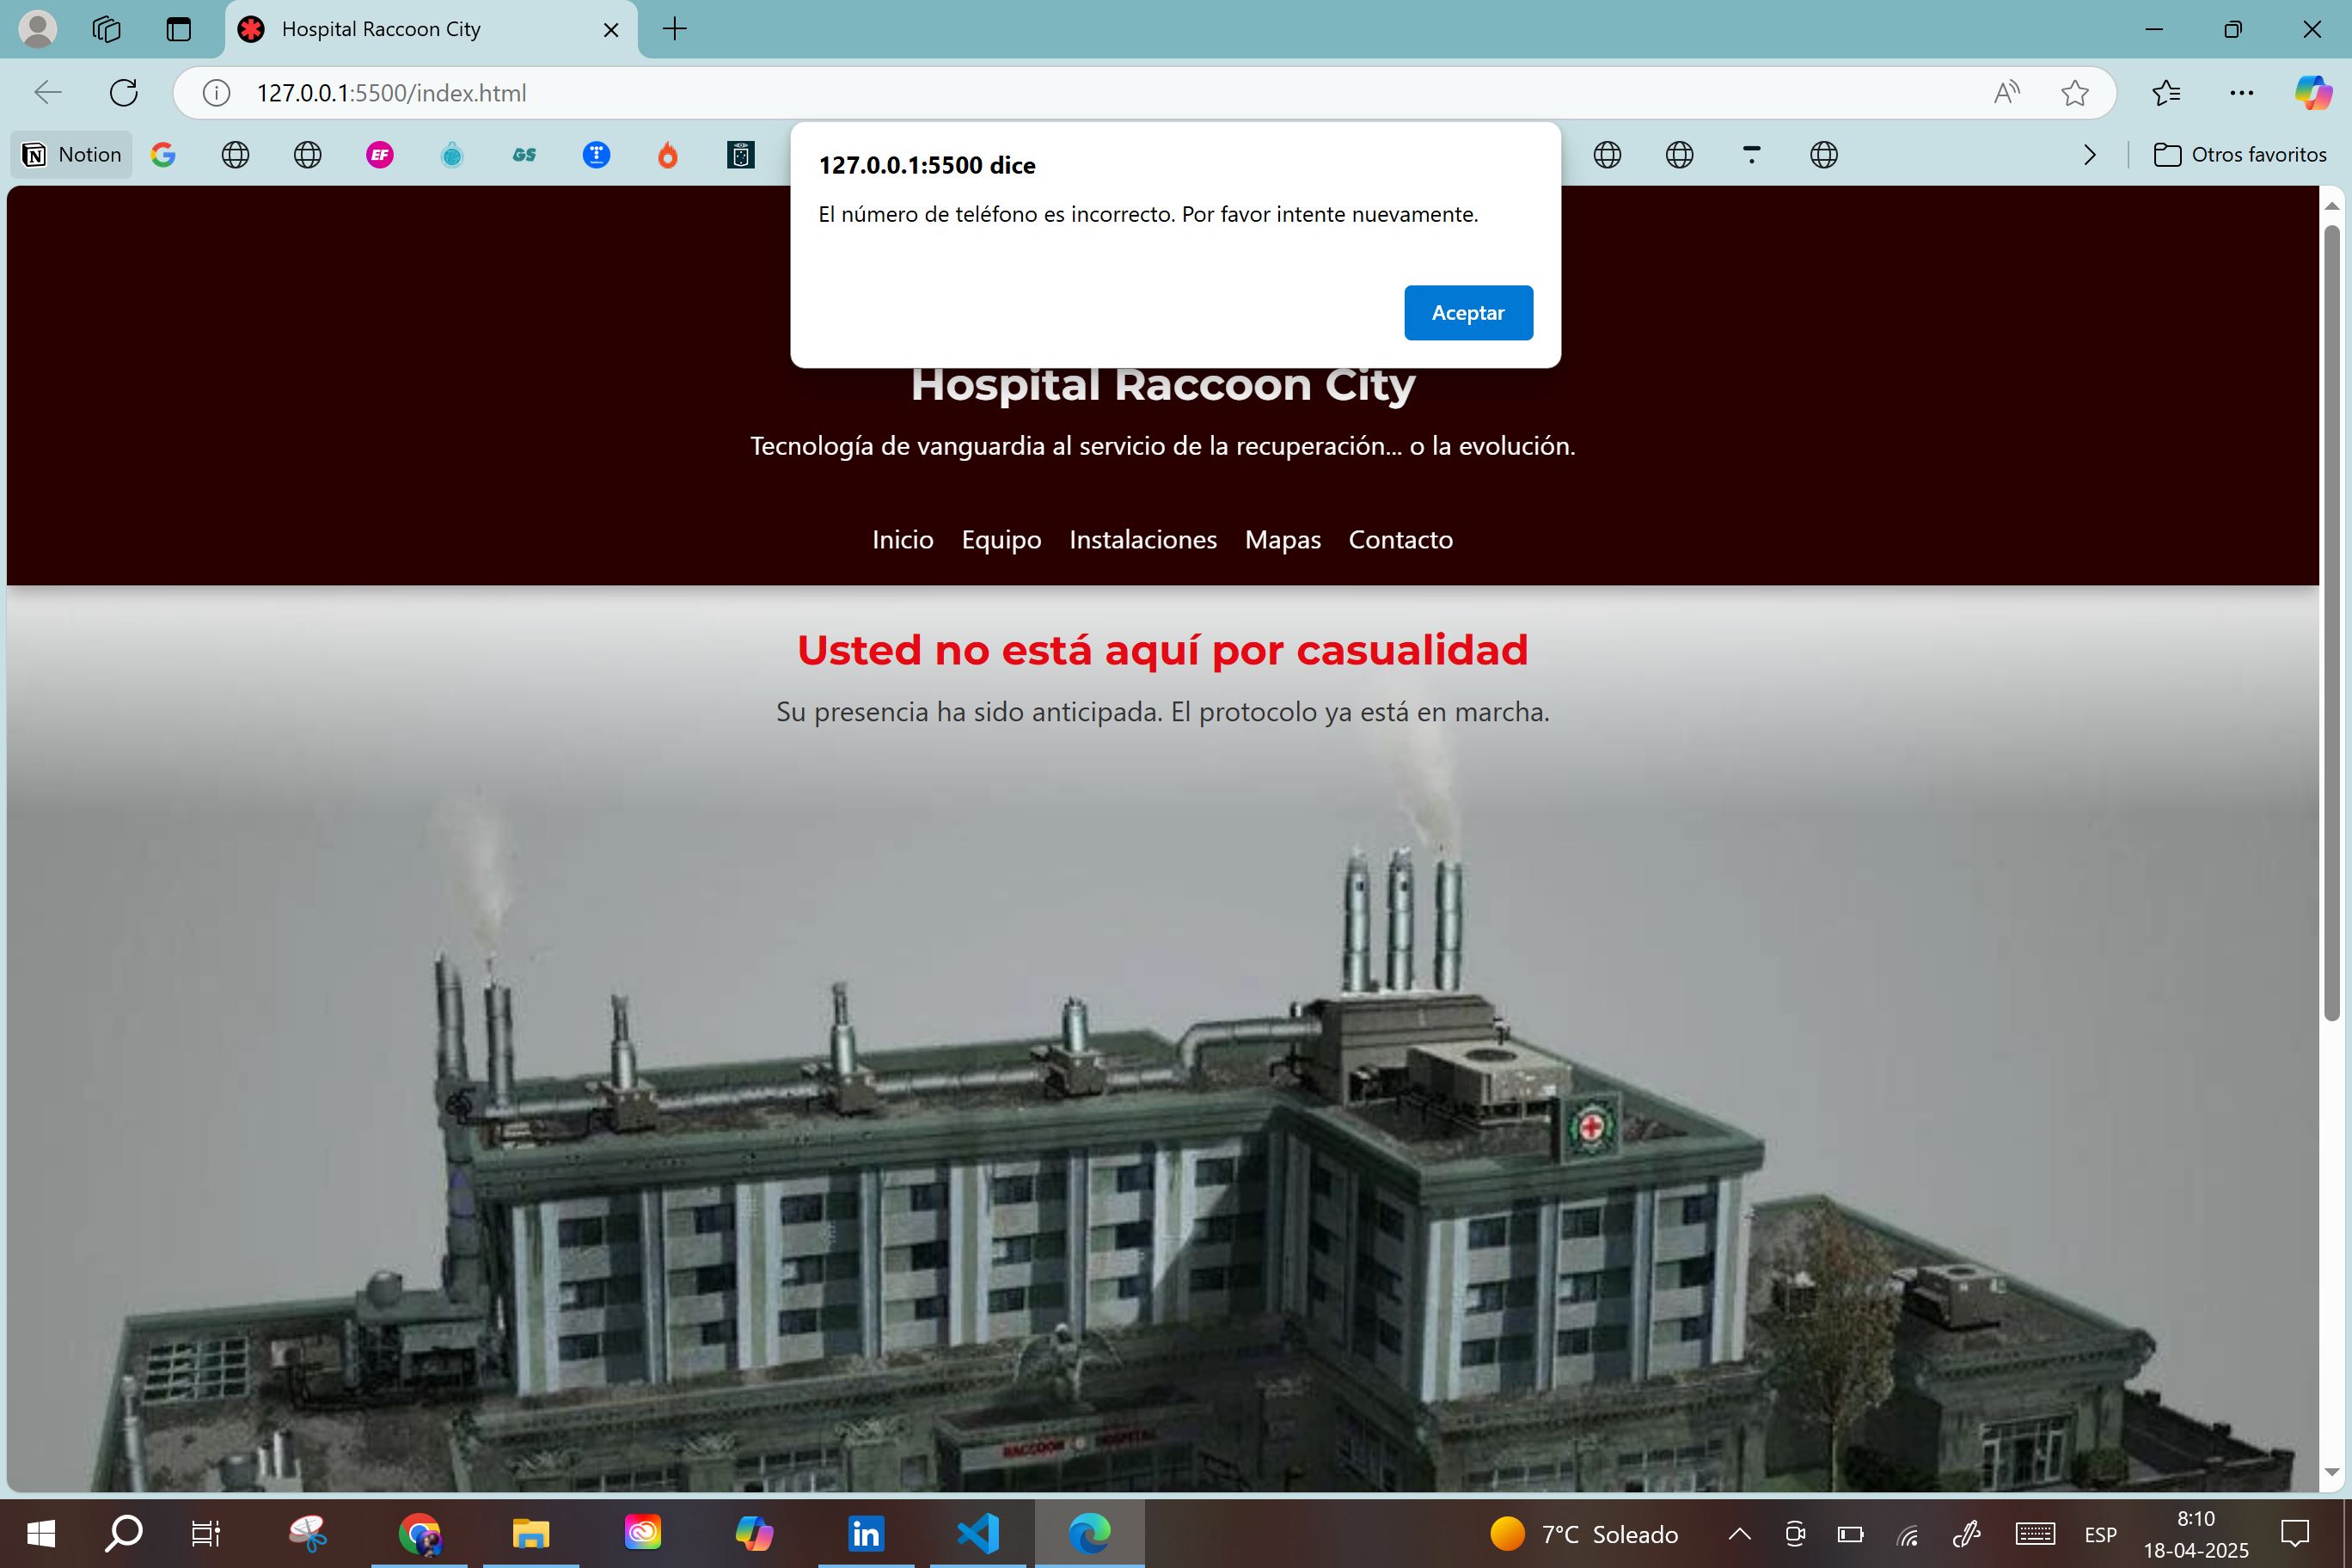 Hospital Raccoon City
127.0.0.1:5500/index.html
Notion
EF
GS
Otros favoritos
127.0.0.1:5500 dice
El número de teléfono es incorrecto. Por favor intente nuevamente.
Aceptar
Hospital Raccoon City
Tecnología de vanguardia al servicio de la recuperación... o la evolución.
Inicio Equipo Instalaciones Mapas Contacto
Usted no está aquí por casualidad
Su presencia ha sido anticipada. El protocolo ya está en marcha.
RACCOON HOSPITAL
7°C Soleado
ESP
8:10
18-04-2025